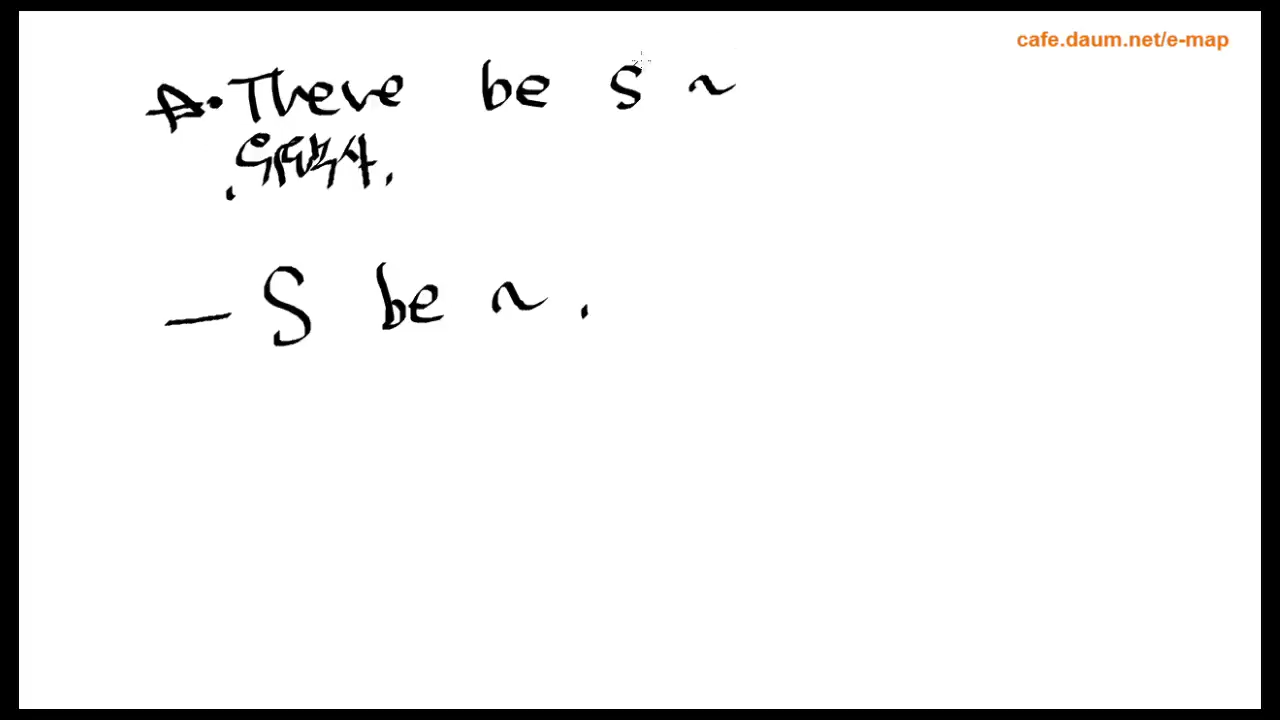 cafe.daum.net/e-map
☆·There be S ~
.유도부사.
— S be ~ .